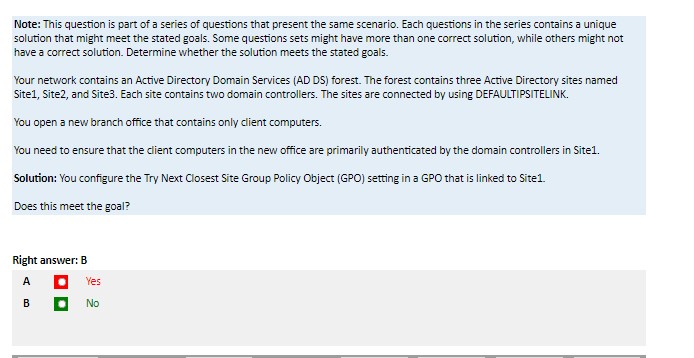 Note: This question is part of a series of questions that present the same scenario. Each questions in the series contains a unique
solution that might meet the stated goals. Some questions sets might have more than one correct solution, while others might not
have a correct solution. Determine whether the solution meets the stated goals.
Your network contains an Active Directory Domain Services (AD DS) forest. The forest contains three Active Directory sites named
Site1, Site2, and Site3. Each site contains two domain controllers. The sites are connected by using DEFAULTIPSITELINK.
You open a new branch office that contains only client computers.
You need to ensure that the client computers in the new office are primarily authenticated by the domain controllers in Site1.
Solution: You configure the Try Next Closest Site Group Policy Object (GPO) setting in a GPO that is linked to Site1.
Does this meet the goal?
Right answer: B
A Yes
B No